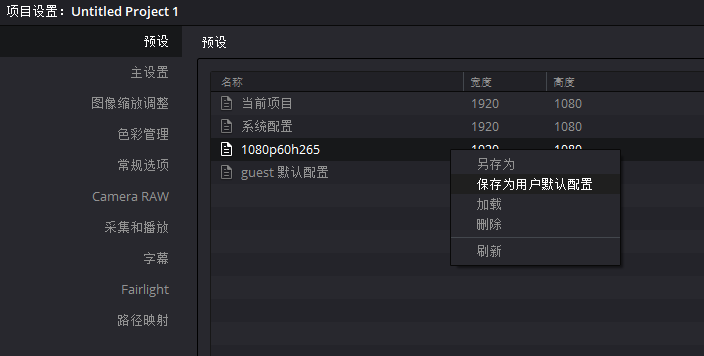 项目设置：Untitled Project 1
预设
主设置
图像缩放调整
色彩管理
常规选项
Camera RAW
采集和播放
字幕
Fairlight
路径映射
预设
名称 宽度 高度
当前项目 1920 1080
系统配置 1920 1080
1080p60h265 1920 1080
guest 默认配置
另存为
保存为用户默认配置
加载
删除
刷新